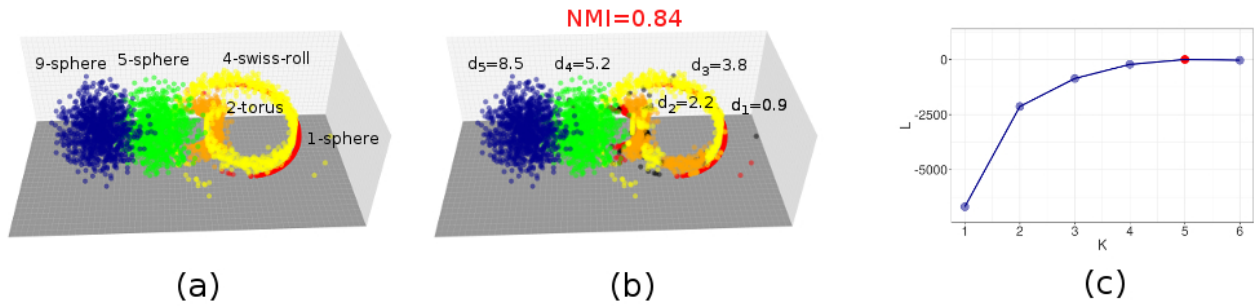 9-sphere
5-sphere
4-swiss-roll
2-torus
1-sphere
(a)
NMI=0.84
d₅=8.5
d₄=5.2
d₃=3.8
d₂=2.2
d₁=0.9
(b)
L
0
-2500
-5000
1 2 3 4 5 6
K
(c)